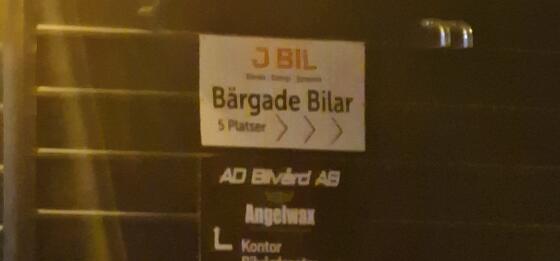 J BIL
Bärgade Bilar
5 Platser
AD Bilvård AB
Angelwax
Kontor